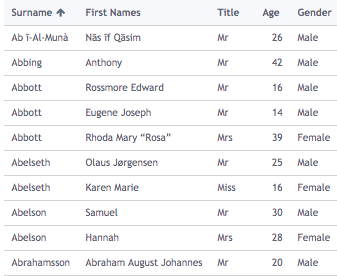 Surname ↑ First Names Title Age Gender
Ab ī-Al-Munà Näs īf Qāsim Mr 26 Male
Abbing Anthony Mr 42 Male
Abbott Rossmore Edward Mr 16 Male
Abbott Eugene Joseph Mr 14 Male
Abbott Rhoda Mary “Rosa” Mrs 39 Female
Abelseth Olaus Jørgensen Mr 25 Male
Abelseth Karen Marie Miss 16 Female
Abelson Samuel Mr 30 Male
Abelson Hannah Mrs 28 Female
Abrahamsson Abraham August Johannes Mr 20 Male